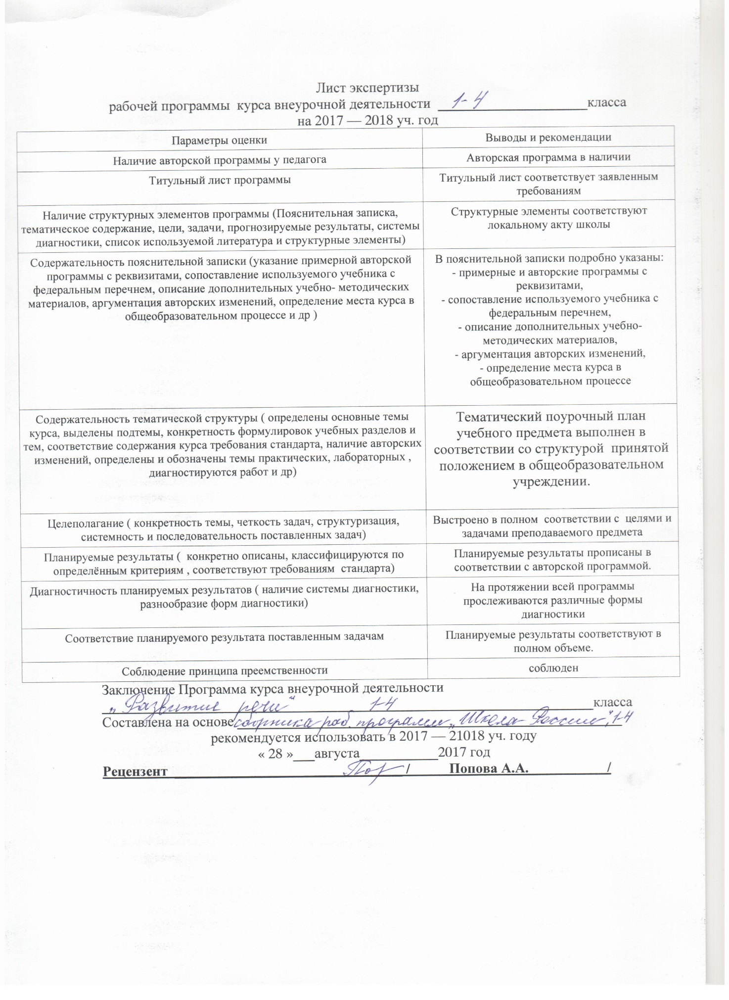 Лист экспертизы
рабочей программы курса внеурочной деятельности 1-4 класса
на 2017 — 2018 уч. год
Параметры оценки
Выводы и рекомендации
Наличие авторской программы у педагога
Авторская программа в наличии
Титульный лист программы
Титульный лист соответствует заявленным
требованиям
Наличие структурных элементов программы (Пояснительная записка,
тематическое содержание, цели, задачи, прогнозируемые результаты, системы
диагностики, список используемой литература и структурные элементы)
Структурные элементы соответствуют
локальному акту школы
Содержательность пояснительной записки (указание примерной авторской
программы с реквизитами, сопоставление используемого учебника с
федеральным перечнем, описание дополнительных учебно- методических
материалов, аргументация авторских изменений, определение места курса в
общеобразовательном процессе и др )
В пояснительной записки подробно указаны:
- примерные и авторские программы с
реквизитами,
- сопоставление используемого учебника с
федеральным перечнем,
- описание дополнительных учебно-
методических материалов,
- аргументация авторских изменений,
- определение места курса в
общеобразовательном процессе
Содержательность тематической структуры ( определены основные темы
курса, выделены подтемы, конкретность формулировок учебных разделов и
тем, соответствие содержания курса требования стандарта, наличие авторских
изменений, определены и обозначены темы практических, лабораторных ,
диагностируются работ и др)
Тематический поурочный план
учебного предмета выполнен в
соответствии со структурой принятой
положением в общеобразовательном
учреждении.
Целеполагание ( конкретность темы, четкость задач, структуризация,
системность и последовательность поставленных задач)
Выстроено в полном соответствии с целями и
задачами преподаваемого предмета
Планируемые результаты ( конкретно описаны, классифицируются по
определённым критериям , соответствуют требованиям стандарта)
Планируемые результаты прописаны в
соответствии с авторской программой.
Диагностичность планируемых результатов ( наличие системы диагностики,
разнообразие форм диагностики)
На протяжении всей программы
прослеживаются различные формы
диагностики
Соответствие планируемого результата поставленным задачам
Планируемые результаты соответствуют в
полном объеме.
Соблюдение принципа преемственности
соблюден
Заключение Программа курса внеурочной деятельности
„Развитие речи" 1-4 класса
Составлена на основе сборника раб. программ „Школа России", 1-4
рекомендуется использовать в 2017 — 21018 уч. году
« 28 »___августа___________2017 год
Рецензент / Попова А.А. /